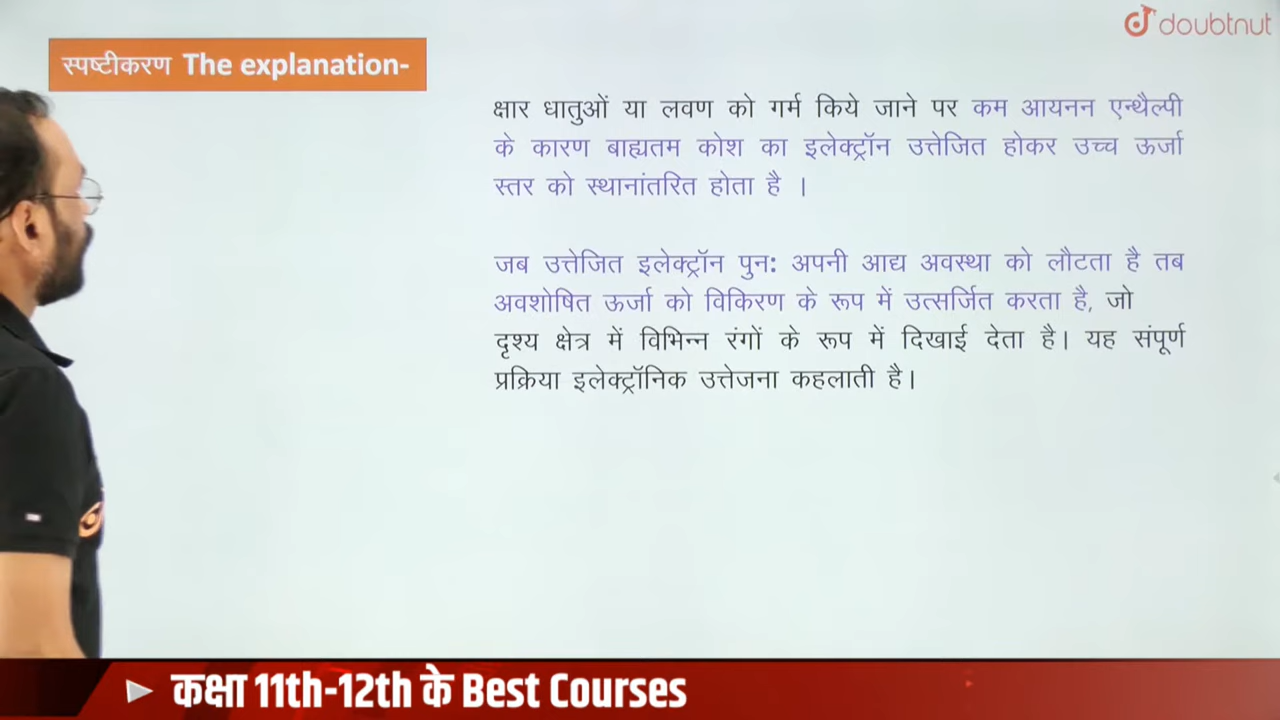 doubtnut
स्पष्टीकरण The explanation-
क्षार धातुओं या लवण को गर्म किये जाने पर कम आयनन एन्थैल्पी
के कारण बाह्यतम कोश का इलेक्ट्रॉन उत्तेजित होकर उच्च ऊर्जा
स्तर को स्थानांतरित होता है ।
जब उत्तेजित इलेक्ट्रॉन पुन: अपनी आद्य अवस्था को लौटता है तब
अवशोषित ऊर्जा को विकिरण के रूप में उत्सर्जित करता है, जो
दृश्य क्षेत्र में विभिन्न रंगों के रूप में दिखाई देता है। यह संपूर्ण
प्रक्रिया इलेक्ट्रॉनिक उत्तेजना कहलाती है।
कक्षा 11th-12th के Best Courses